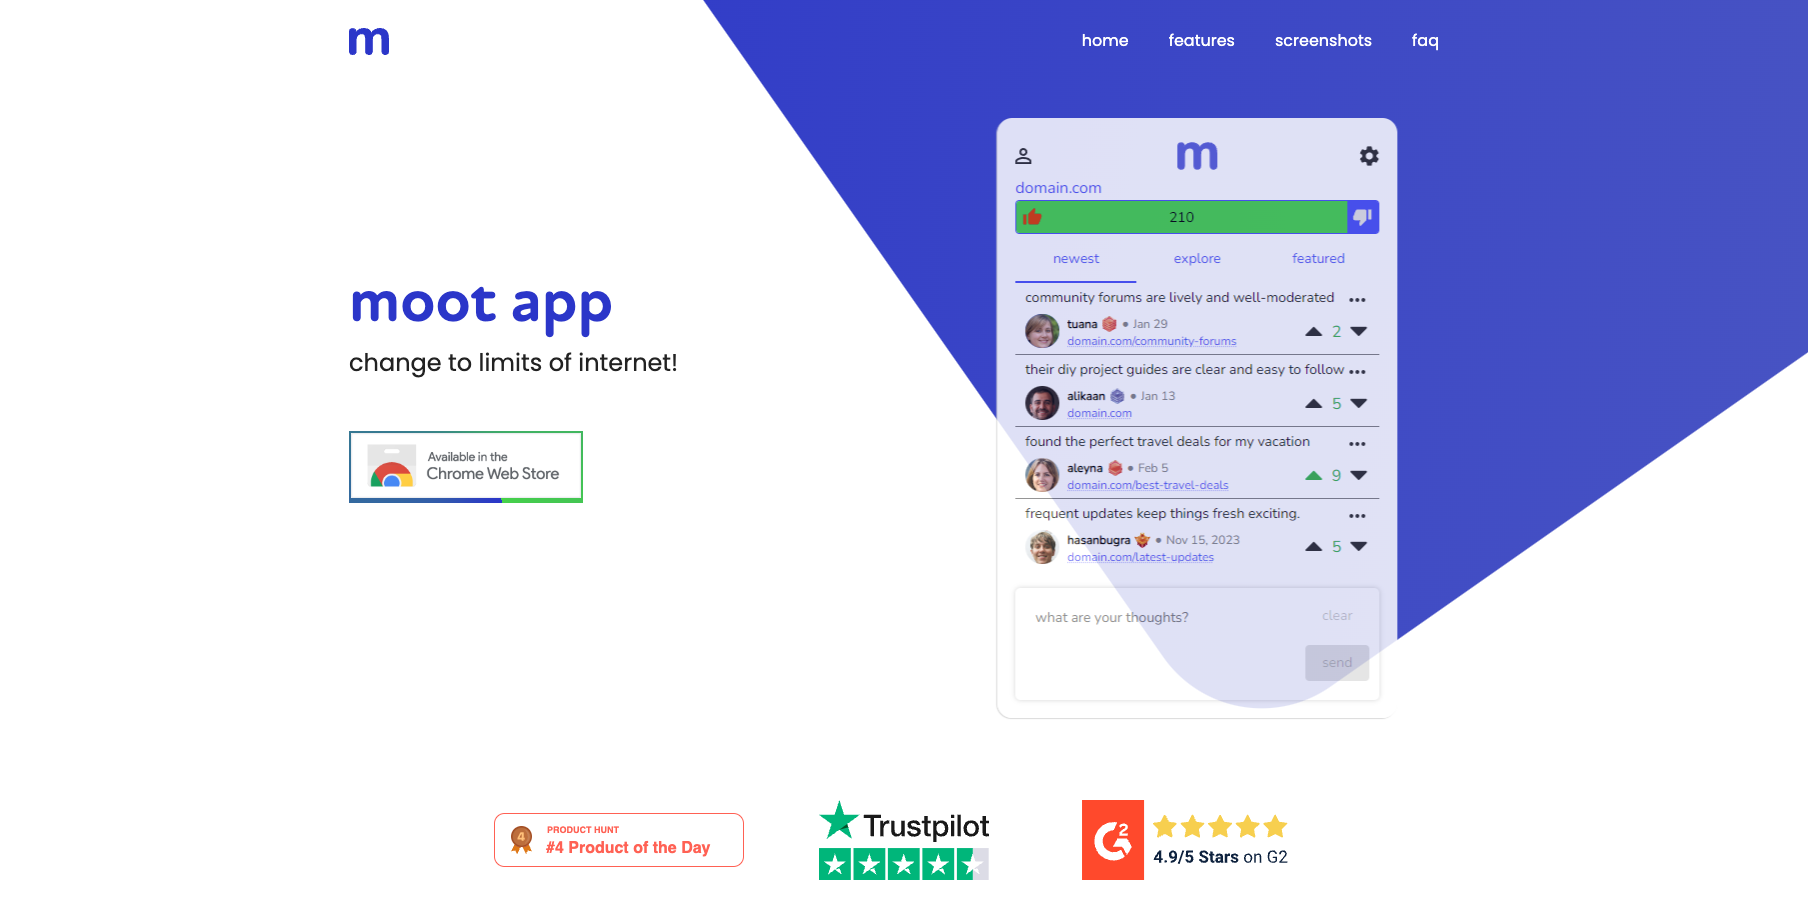 m
home
features
screenshots
faq
moot app
change to limits of internet!
Available in the
Chrome Web Store
m
domain.com
210
newest
explore
featured
community forums are lively and well-moderated
tuana • Jan 29
domain.com/community-forums
2
their diy project guides are clear and easy to follow
alikaan • Jan 13
domain.com
5
found the perfect travel deals for my vacation
aleyna • Feb 5
domain.com/best-travel-deals
9
frequent updates keep things fresh exciting.
hasanbugra • Nov 15, 2023
domain.com/latest-updates
5
what are your thoughts?
clear
send
4
PRODUCT HUNT
#4 Product of the Day
Trustpilot
G2
4.9/5 Stars on G2